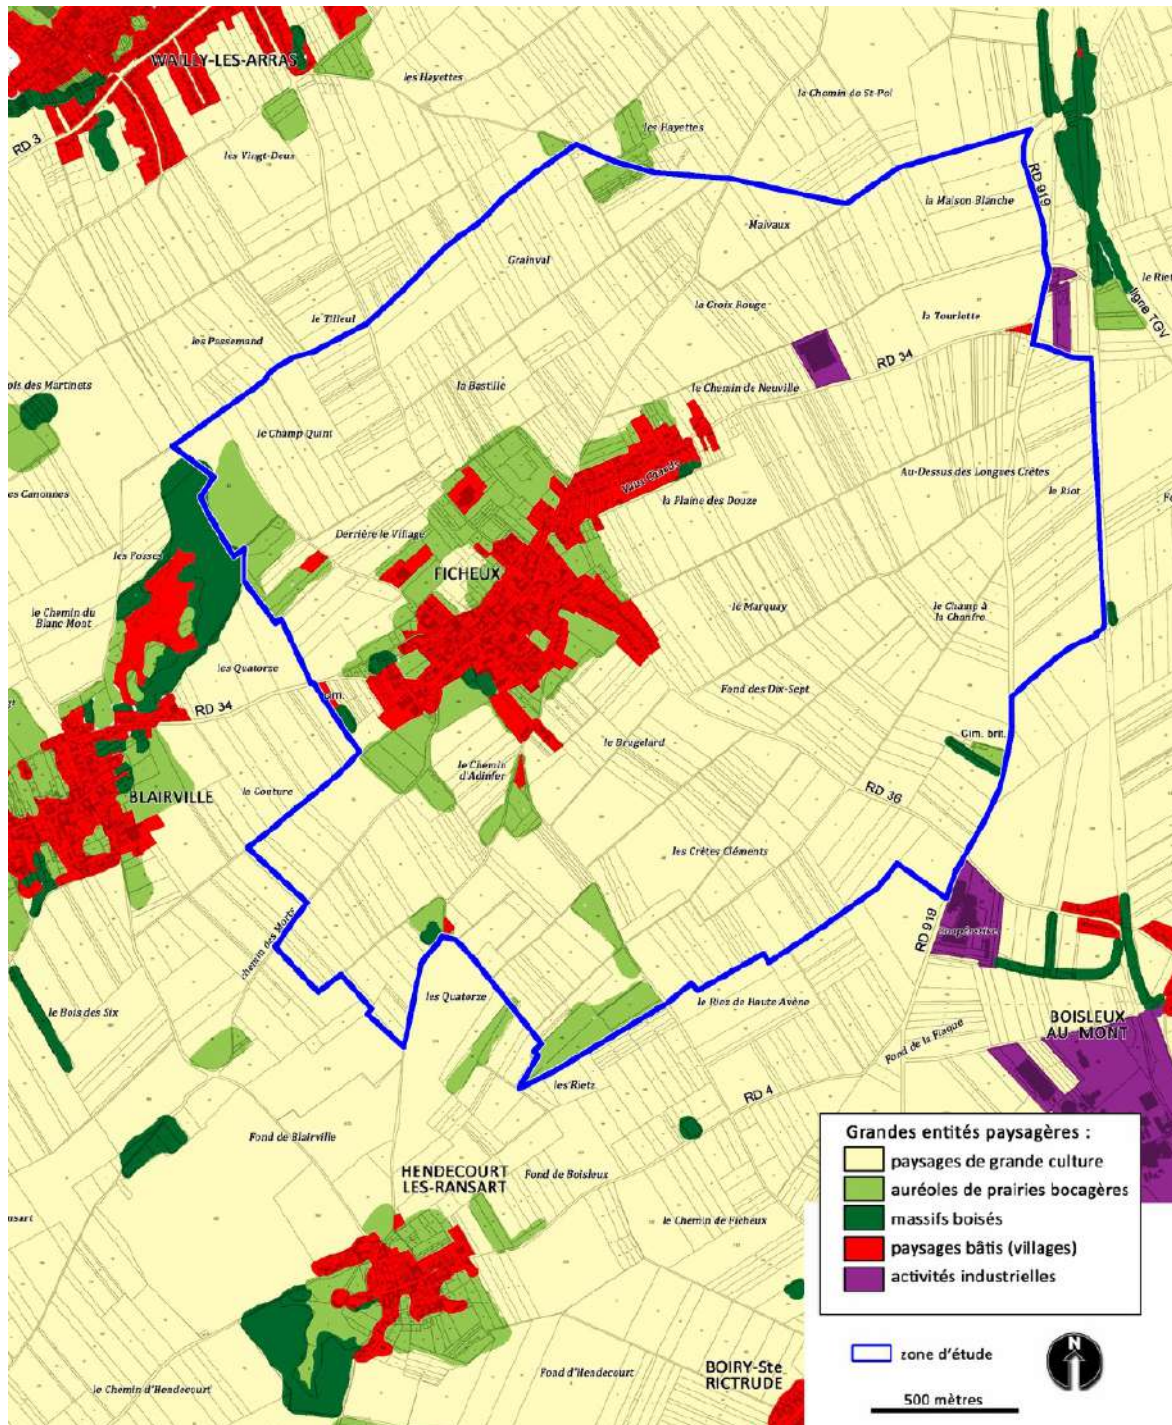 WAILLY-LES-ARRAS
les Hayettes
le Chemin de St-Pol
les Hayettes
RD 3
les Vingt-Deux
RD 919
la Maison Blanche
Malvaux
Grainval
le Riet
ligne TGV
la Croix Rouge
la Tourlette
le Tilleul
les Passemand
RD 34
ois des Martinets
la Bastille
le Chemin de Neuville
le Champ Quint
Au-Dessus des Longues Crêtes
le Riot
es Canonnes
la Plaine des Douze
Derrière le Village
les Fosses
FICHEUX
le Chemin du
Blanc Mont
le Marquay
le Champ à
la Chanfre
les Quatorze
Fond des Dix-Sept
RD 34
Cim. brit.
le Brugelard
le Chemin
d'Adinfer
BLAIRVILLE
la Couture
RD 36
les Crêtes Cléments
chemin des Morts
RD 919
Coopérative
les Quatorze
le Riez de Haute Avêne
le Bois des Six
BOISLEUX
AU MONT
Fond de la Plaque
les Rietz
RD 4
Fond de Blairville
HENDECOURT
LES-RANSART
Fond de Boisleux
le Chemin de Ficheux
nsart
le Chemin d'Hendecourt
Fond d'Hendecourt
BOIRY-Ste
RICTRUDE
Grandes entités paysagères :
paysages de grande culture
auréoles de prairies bocagères
massifs boisés
paysages bâtis (villages)
activités industrielles
zone d'étude
N
500 mètres